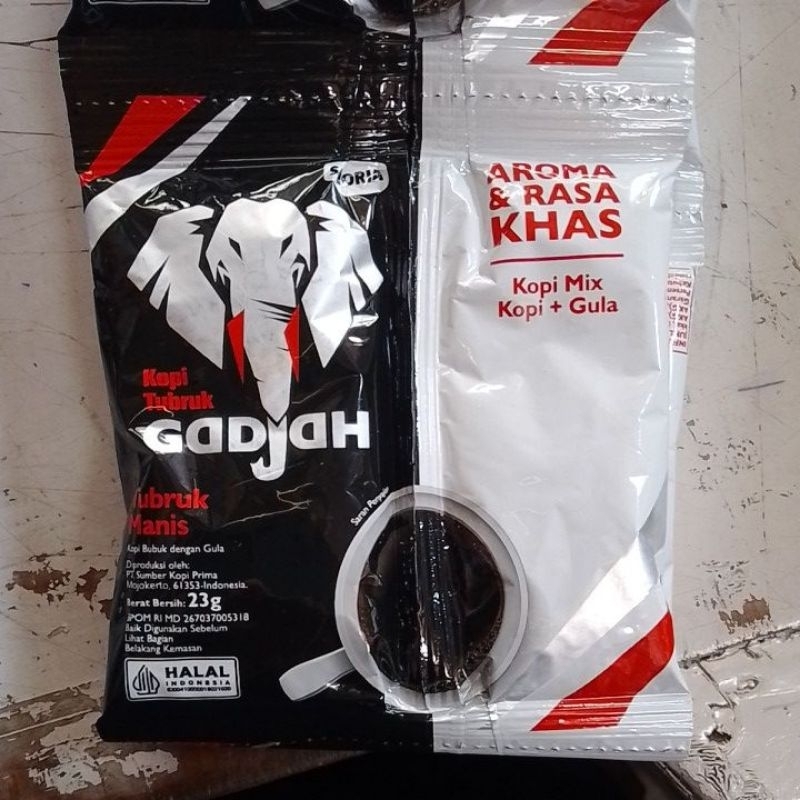 Kopi
Tubruk
GADJAH
Tubruk
Manis
Kopi Bubuk dengan Gula
Diproduksi oleh:
PT. Sumber Kopi Prima
Mojokerto, 61353-Indonesia.
Berat Bersih: 23g
BPOM RI MD 267037005318
Baik Digunakan Sebelum
Lihat Bagian
Belakang Kemasan
HALAL
INDONESIA
Saran Penyajian
AROMA
& RASA
KHAS
Kopi Mix
Kopi + Gula